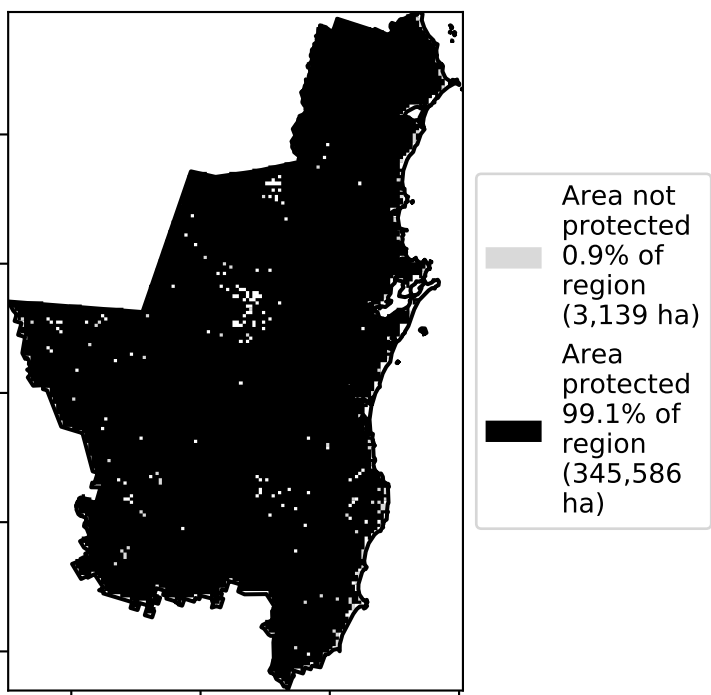 Area not
protected
0.9% of
region
(3,139 ha)
Area
protected
99.1% of
region
(345,586
ha)